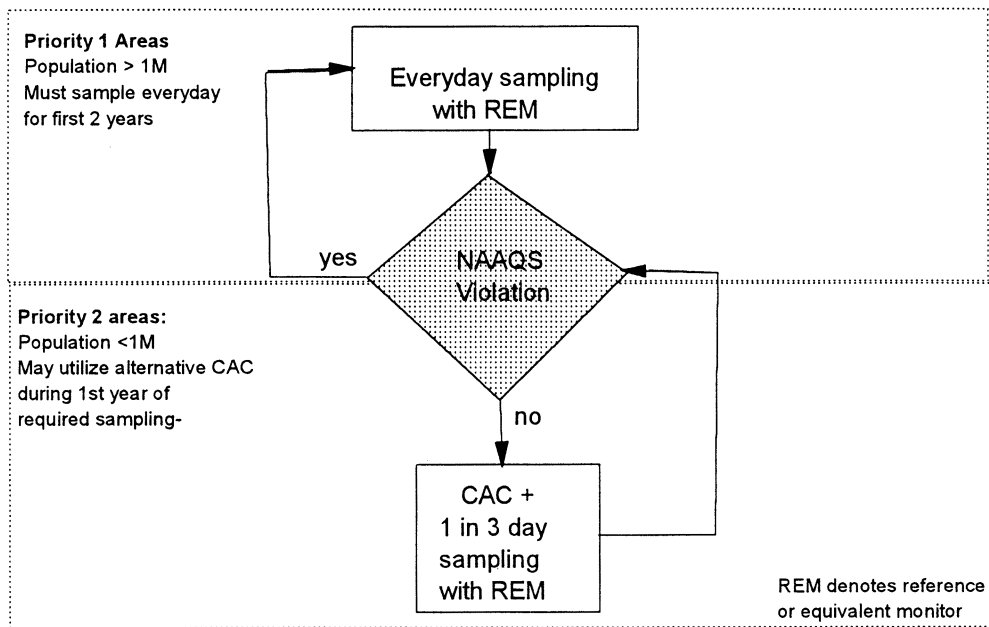 Priority 1 Areas
Population > 1M
Must sample everyday
for first 2 years
Everyday sampling
with REM
yes
NAAQS
Violation
Priority 2 areas:
Population <1M
May utilize alternative CAC
during 1st year of
required sampling-
no
CAC +
1 in 3 day
sampling
with REM
REM denotes reference
or equivalent monitor